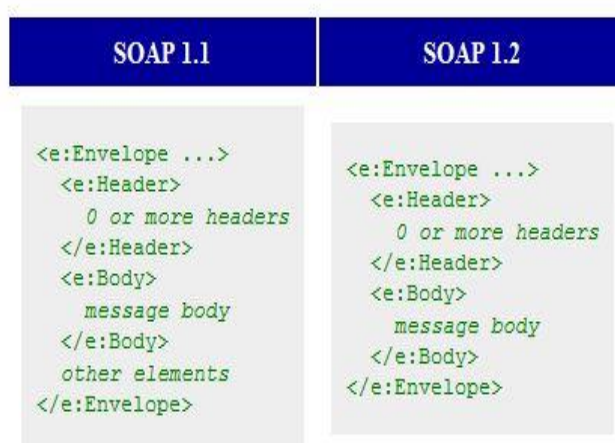 SOAP 1.1
<e:Envelope ...>
<e:Header>
0 or more headers
</e:Header>
<e:Body>
message body
</e:Body>
other elements
</e:Envelope>
SOAP 1.2
<e:Envelope ...>
<e:Header>
0 or more headers
</e:Header>
<e:Body>
message body
</e:Body>
</e:Envelope>